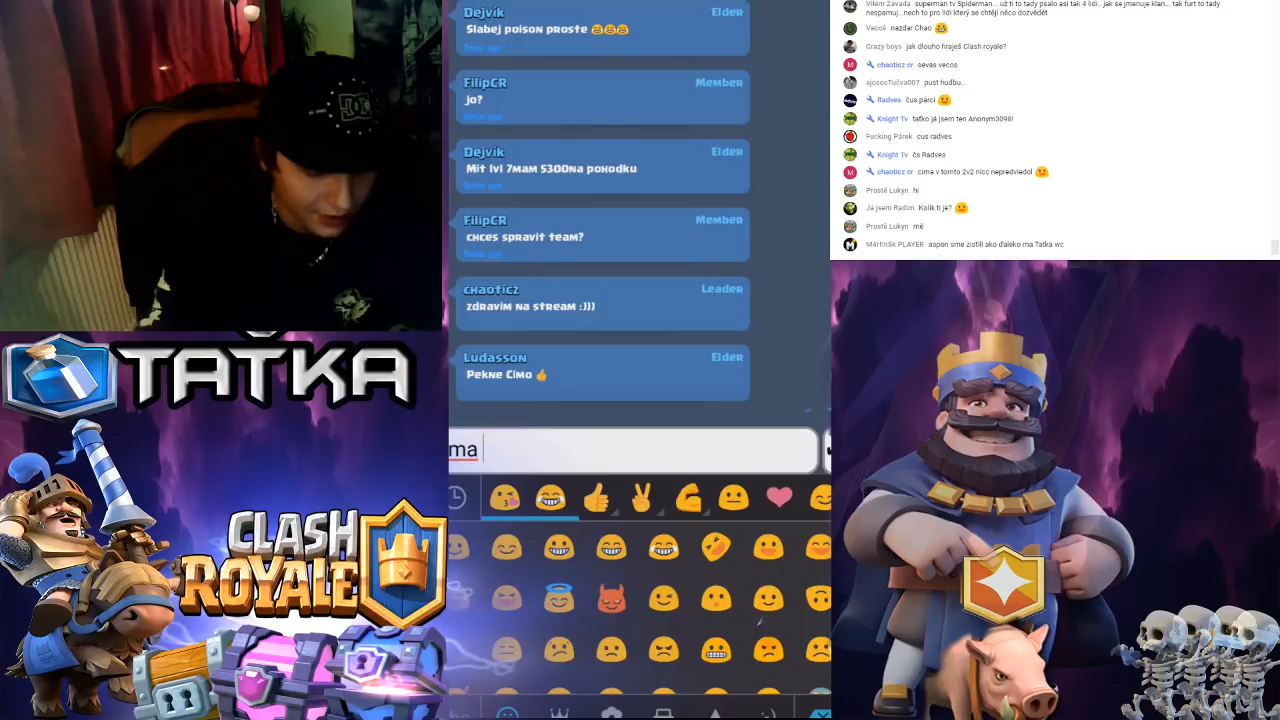 Dejvik Elder
Slabej poison proste 😩😩😩
FilipCR Member
jo?
Dejvik Elder
Mit lvl 7mam 5300na pohodku
FilipCR Member
chces spravit team?
chaoticz Leader
zdravim na stream :)))
Ludasson Elder
Pekne Cimo 👍
ma
TAŤKA
CLASH
ROYALE
Vilém Závada superman tv Spiderman... už ti to tady psalo asi tak 4 lidi.. jak se jmenuje klan... tak furt to tady
nespamuj...nech to pro lidi který se chtějí něco dozvědět
Vecoš nazdar Chao
Crazy boys jak dlouho hraješ Clash royale?
M chaoticz cr sevas vecos
ajososTučva007 pust hudbu...
Radves čus párci
Knight Tv taťko já jsem ten Anonym3098!
Fucking Párek cus radves
Knight Tv čs Radves
M chaoticz cr cima v tomto 2v2 nicc nepredviedol
Prostě Lukyn hi
Já jsem Radim Kolik ti je?
Prostě Lukyn mě
M4rt!nSk PLAYER aspon sme zistili ako ďaleko ma Tatka wc